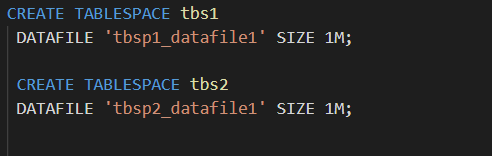 CREATE TABLESPACE tbs1
DATAFILE 'tbsp1_datafile1' SIZE 1M;
CREATE TABLESPACE tbs2
DATAFILE 'tbsp2_datafile1' SIZE 1M;